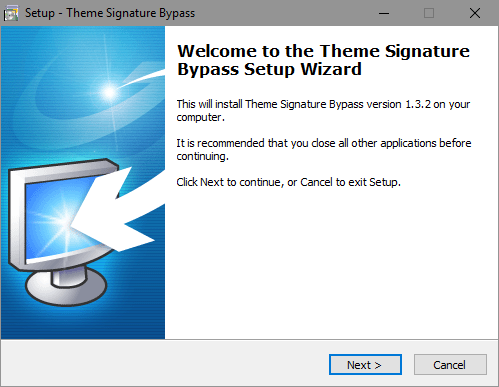 Setup - Theme Signature Bypass
Welcome to the Theme Signature
Bypass Setup Wizard
This will install Theme Signature Bypass version 1.3.2 on your
computer.
It is recommended that you close all other applications before
continuing.
Click Next to continue, or Cancel to exit Setup.
Next >
Cancel